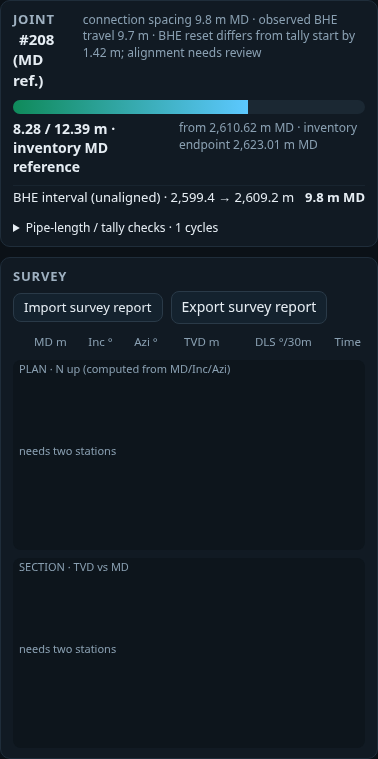 JOINT
#208
(MD
ref.)
connection spacing 9.8 m MD · observed BHE
travel 9.7 m · BHE reset differs from tally start by
1.42 m; alignment needs review
8.28 / 12.39 m ·
inventory MD
reference
from 2,610.62 m MD · inventory
endpoint 2,623.01 m MD
BHE interval (unaligned) · 2,599.4 → 2,609.2 m 9.8 m MD
▶ Pipe-length / tally checks · 1 cycles
SURVEY
Import survey report Export survey report
MD m Inc ° Azi ° TVD m DLS °/30m Time
PLAN · N up (computed from MD/Inc/Azi)
needs two stations
SECTION · TVD vs MD
needs two stations